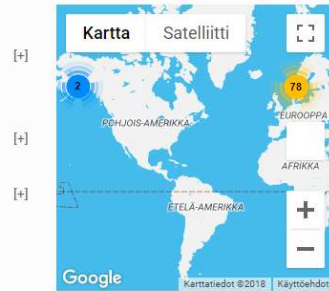 Kartta Satelliitti
[+]
2
78
POHJOIS-AMERIKKA
EUROOPPA
[+]
AFRIKKA
[+]
ETELÄ-AMERIKKA
+
−
Google
Karttatiedot ©2018 Käyttöehdot